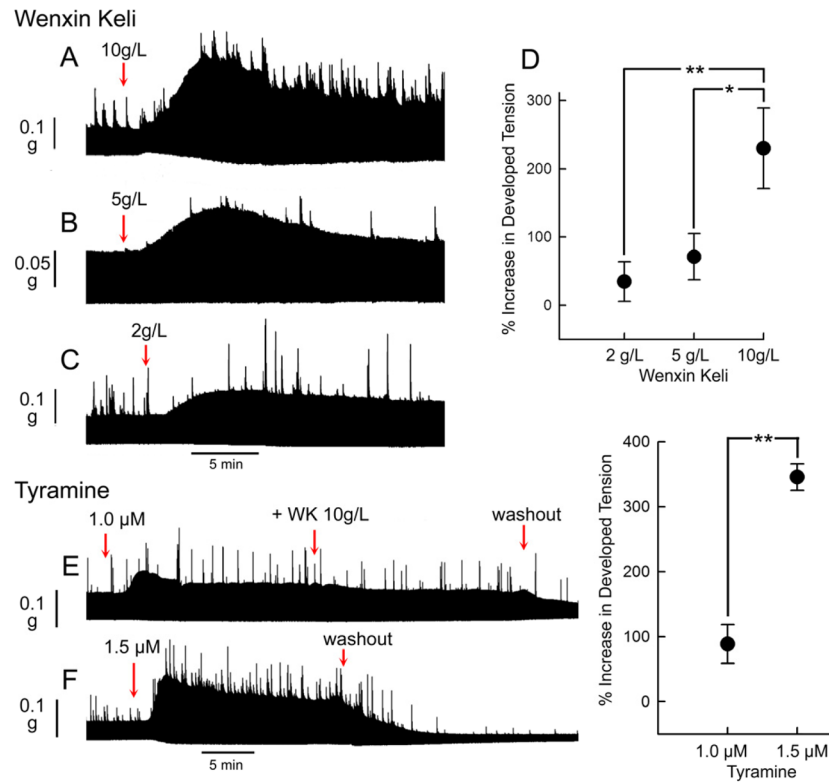 Wenxin Keli
A
10g/L
0.1
g
B
5g/L
0.05
g
C
2g/L
0.1
g
5 min
D
**
*
% Increase in Developed Tension
300
200
100
0
2 g/L 5 g/L 10g/L
Wenxin Keli
Tyramine
1.0 µM
+ WK 10g/L
washout
E
0.1
g
1.5 µM
washout
F
0.1
g
5 min
**
% Increase in Developed Tension
400
300
200
100
0
1.0 µM 1.5 µM
Tyramine